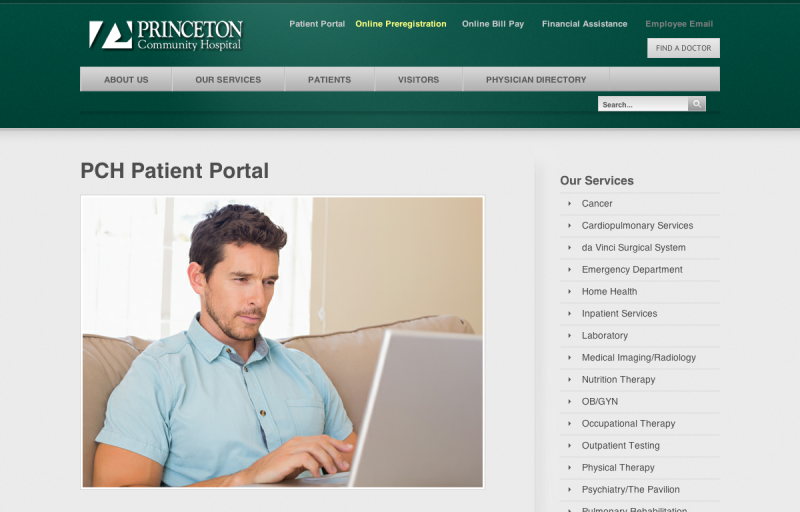 PRINCETON
Community Hospital
Patient Portal Online Preregistration Online Bill Pay Financial Assistance Employee Email
FIND A DOCTOR
ABOUT US OUR SERVICES PATIENTS VISITORS PHYSICIAN DIRECTORY
Search...
PCH Patient Portal
Our Services
Cancer
Cardiopulmonary Services
da Vinci Surgical System
Emergency Department
Home Health
Inpatient Services
Laboratory
Medical Imaging/Radiology
Nutrition Therapy
OB/GYN
Occupational Therapy
Outpatient Testing
Physical Therapy
Psychiatry/The Pavilion
Pulmonary Rehabilitation